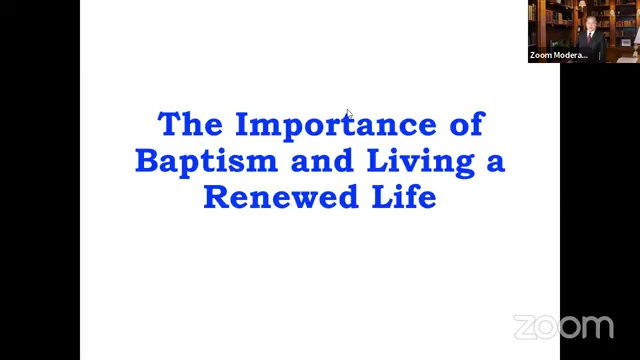 Zoom Modera...
The Importance of
Baptism and Living a
Renewed Life
zoom